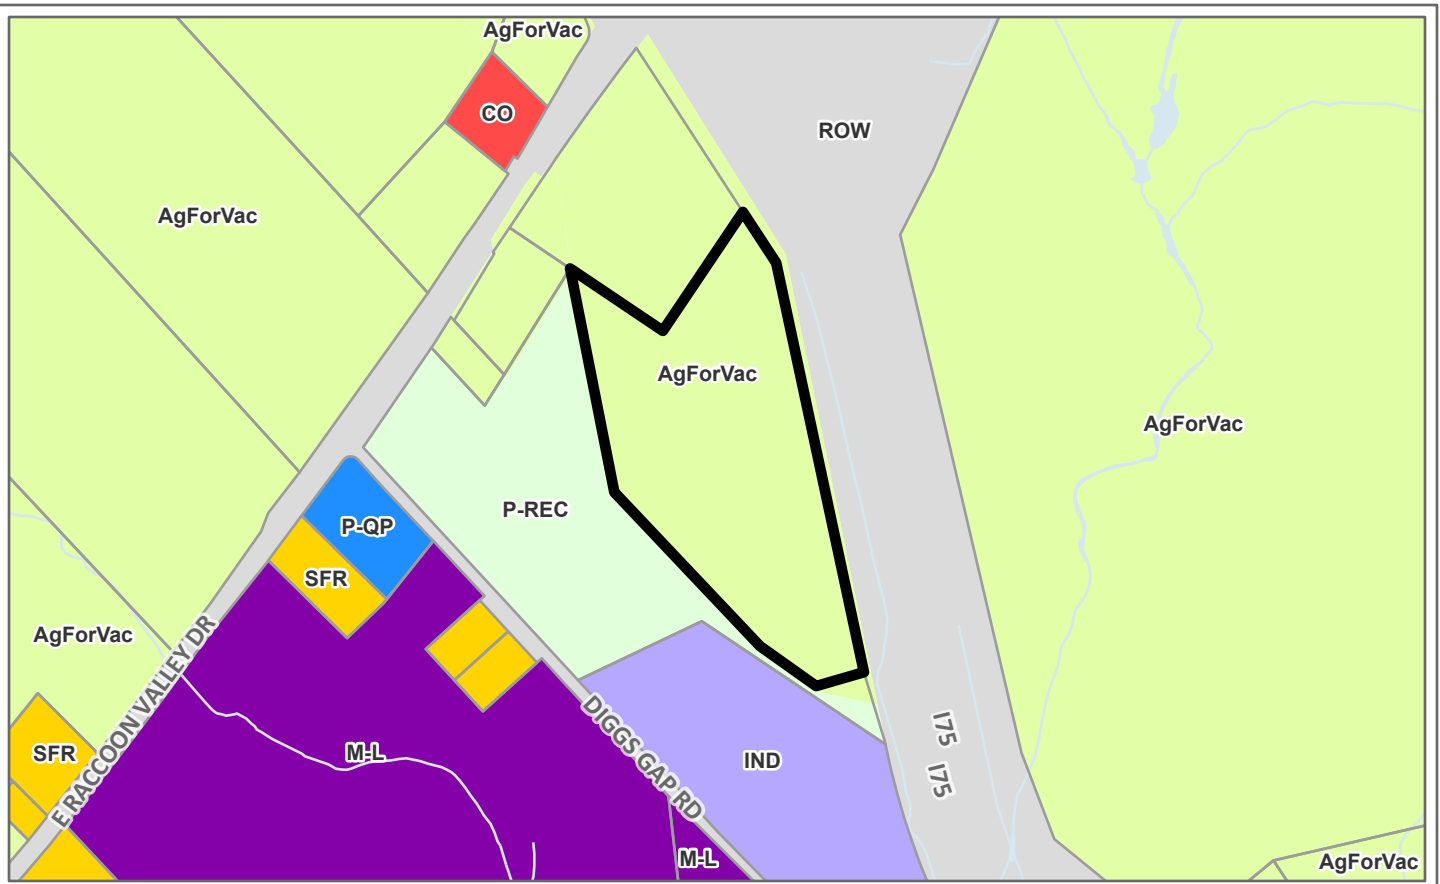 AgForVac
CO
ROW
AgForVac
AgForVac
AgForVac
P-REC
P-QP
SFR
AgForVac
E RACCOON VALLEY DR
DIGGS GAP RD
I75
I75
SFR
M-L
IND
M-L
AgForVac